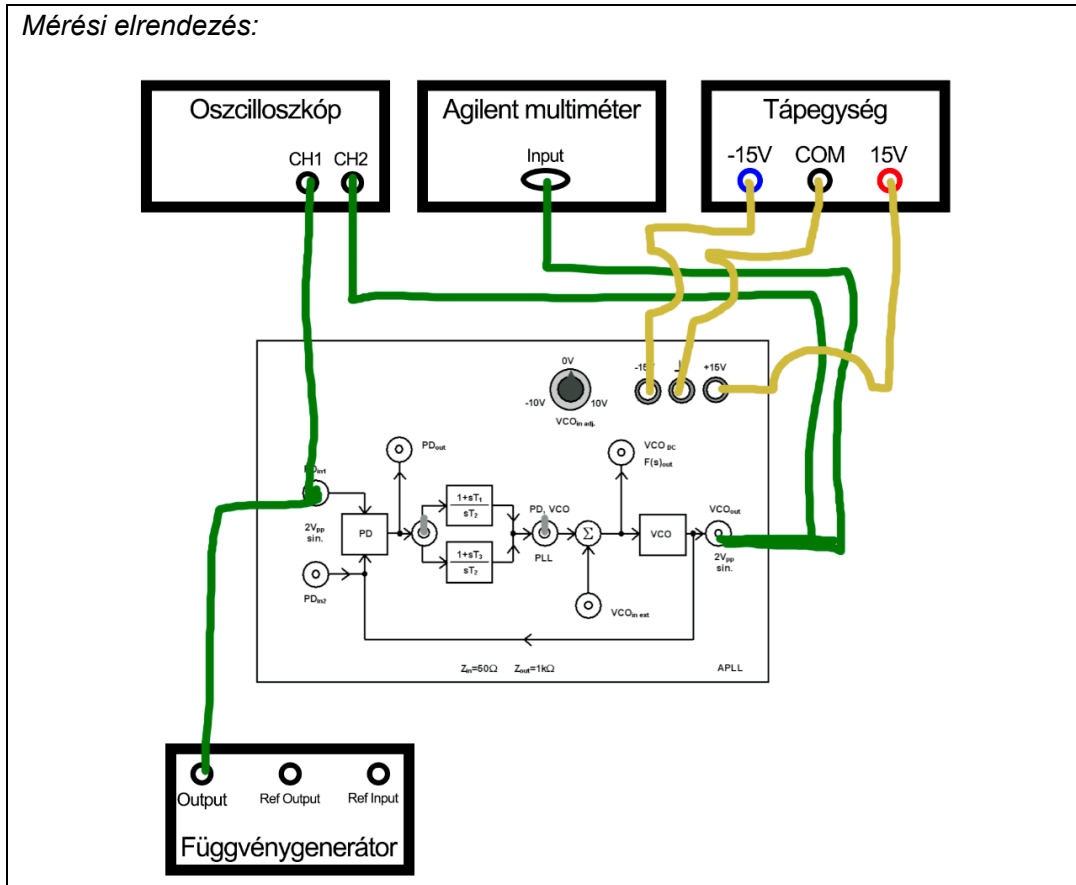 Mérési elrendezés:
Oszcilloszkóp
CH1 CH2
Agilent multiméter
Input
Tápegység
-15V COM 15V
0V
-10V 10V
VCOin adj.
-15V ⊥ +15V
PDout
VCO DC
F(s)out
PDin1
2Vpp
sin.
PD
PDin2
1+sT1
sT2
1+sT3
sT2
PD, VCO
PLL
Σ
VCO
VCOout
2Vpp
sin.
VCOin ext
Zin=50Ω Zout=1kΩ
APLL
Output Ref Output Ref Input
Függvénygenerátor